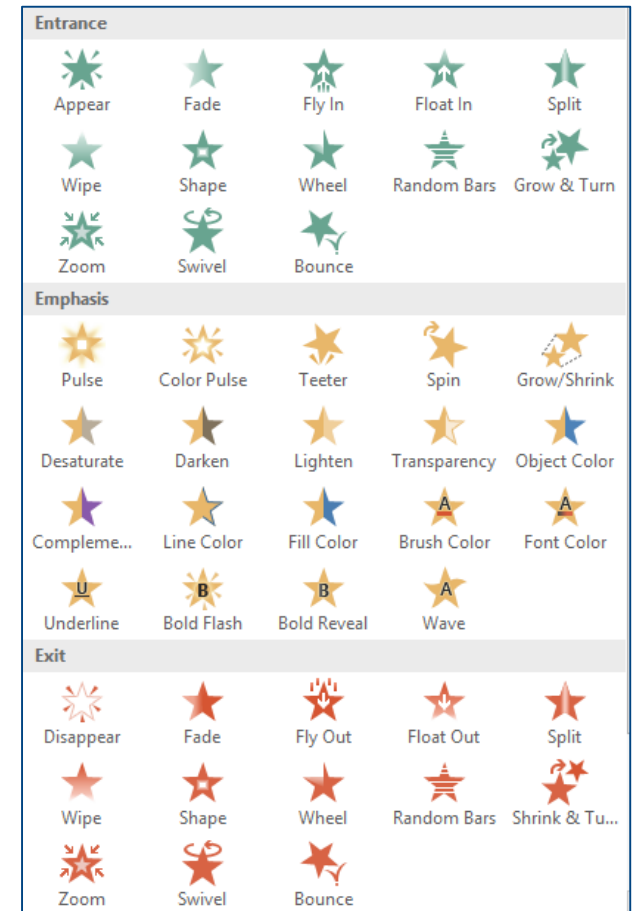 Entrance
Appear Fade Fly In Float In Split
Wipe Shape Wheel Random Bars Grow & Turn
Zoom Swivel Bounce
Emphasis
Pulse Color Pulse Teeter Spin Grow/Shrink
Desaturate Darken Lighten Transparency Object Color
Compleme... Line Color Fill Color Brush Color Font Color
U B B A
Underline Bold Flash Bold Reveal Wave
Exit
Disappear Fade Fly Out Float Out Split
Wipe Shape Wheel Random Bars Shrink & Tu...
Zoom Swivel Bounce